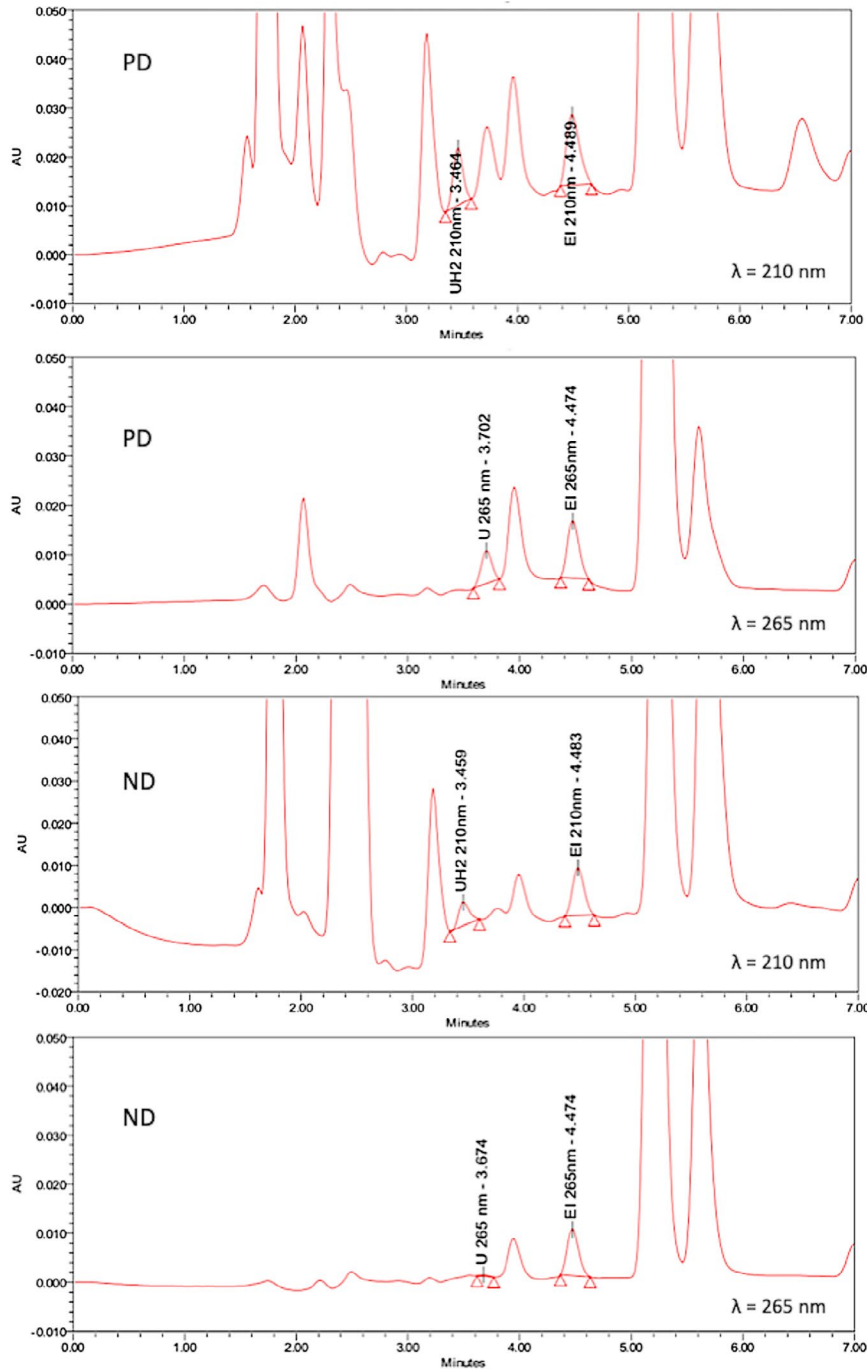 PD
0.050
0.040
0.030
0.020
0.010
0.000
-0.010
AU
UH2 210nm - 3.464
EI 210nm - 4.489
λ = 210 nm
0.00 1.00 2.00 3.00 4.00 5.00 6.00 7.00
Minutes
PD
0.050
0.040
0.030
0.020
0.010
0.000
-0.010
AU
U 265 nm - 3.702
EI 265nm - 4.474
λ = 265 nm
0.00 1.00 2.00 3.00 4.00 5.00 6.00 7.00
Minutes
ND
0.050
0.040
0.030
0.020
0.010
0.000
-0.010
-0.020
AU
UH2 210nm - 3.459
EI 210nm - 4.483
λ = 210 nm
0.00 1.00 2.00 3.00 4.00 5.00 6.00 7.00
Minutes
ND
0.050
0.040
0.030
0.020
0.010
0.000
-0.010
AU
U 265 nm - 3.674
EI 265nm - 4.474
λ = 265 nm
0.00 1.00 2.00 3.00 4.00 5.00 6.00 7.00
Minutes